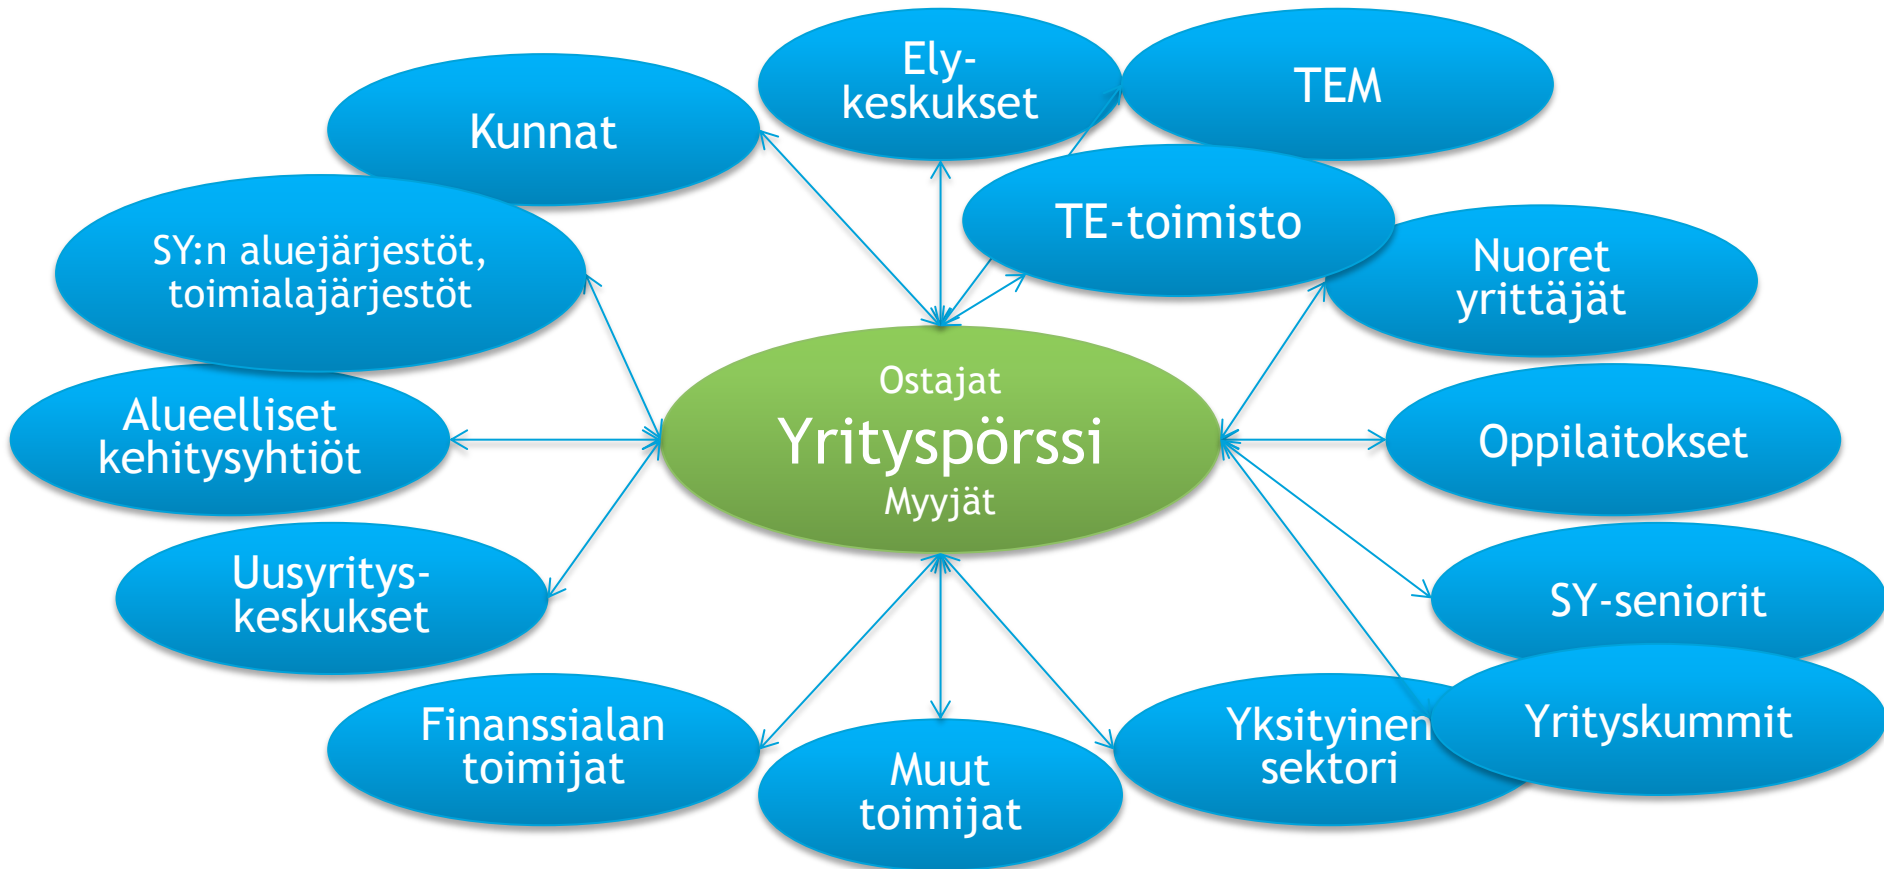 Ely-
keskukset
TEM
Kunnat
TE-toimisto
SY:n aluejärjestöt,
toimialajärjestöt
Nuoret
yrittäjät
Ostajat
Yrityspörssi
Myyjät
Alueelliset
kehitysyhtiöt
Oppilaitokset
Uusyritys-
keskukset
SY-seniorit
Finanssialan
toimijat
Muut
toimijat
Yksityinen
sektori
Yrityskummit